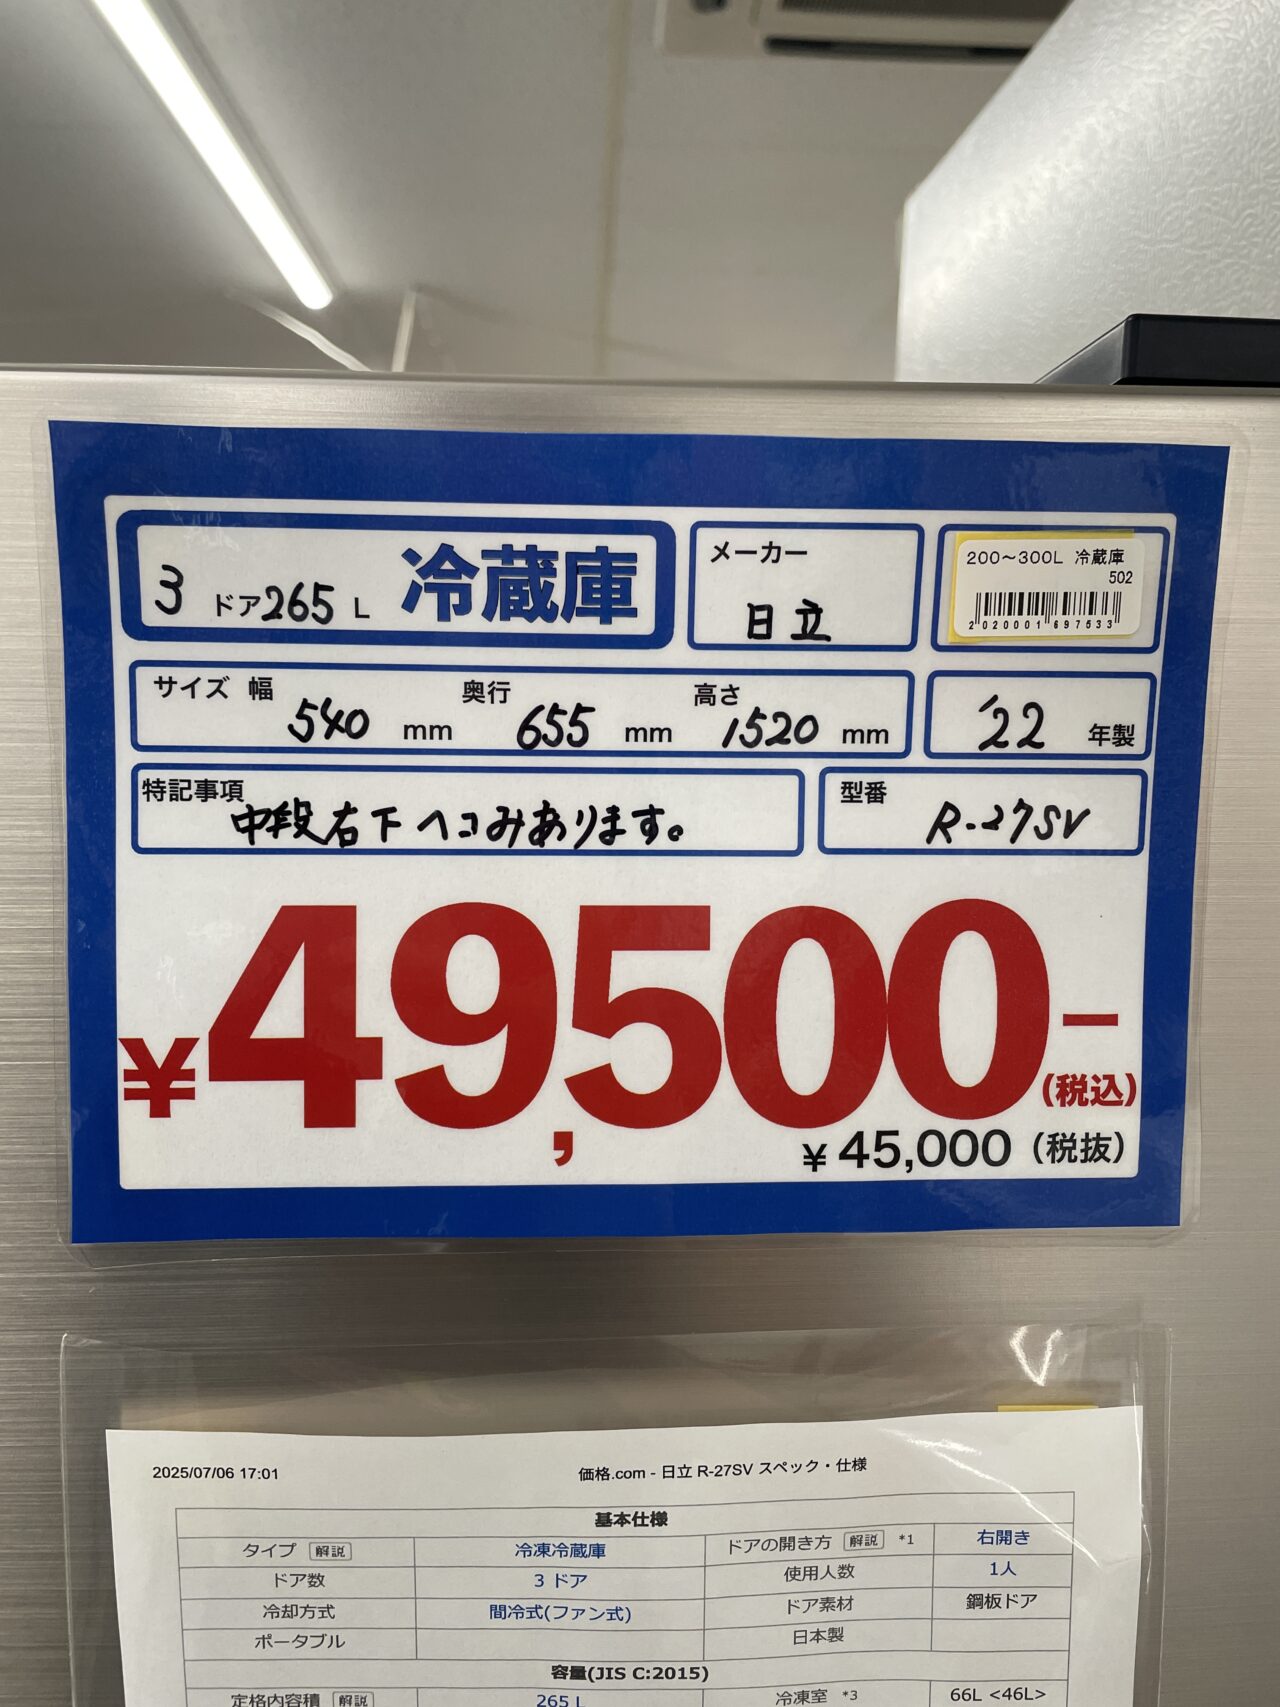 3 ドア 265 L 冷蔵庫
メーカー
日立
200～300L 冷蔵庫
502
2020001697533
サイズ 幅 540 mm 奥行 655 mm 高さ 1520 mm
'22 年製
特記事項
中段右下ヘコみあります。
型番
R-27SV
¥49,500-
(税込)
¥45,000(税抜)
2025/07/06 17:01 価格.com - 日立 R-27SV スペック・仕様
基本仕様
タイプ 解説 冷凍冷蔵庫 ドアの開き方 解説 *1 右開き
ドア数 3 ドア 使用人数 1人
冷却方式 間冷式(ファン式) ドア素材 鋼板ドア
ポータブル 日本製
容量(JIS C:2015)
定格内容積 解説 265 L 冷凍室 *3 66L <46L>